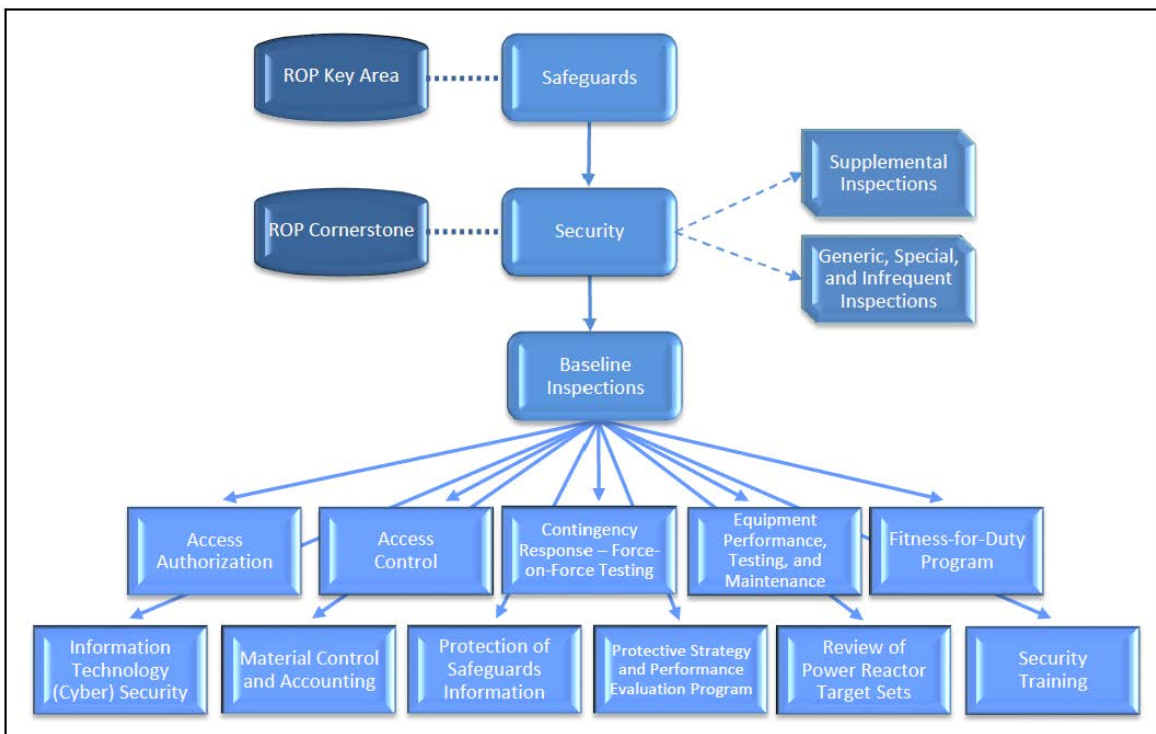 ROP Key Area
Safeguards
Supplemental
Inspections
ROP Cornerstone
Security
Generic, Special,
and Infrequent
Inspections
Baseline
Inspections
Access
Authorization
Access
Control
Contingency
Response – Force-
on-Force Testing
Equipment
Performance,
Testing, and
Maintenance
Fitness-for-Duty
Program
Information
Technology
(Cyber) Security
Material Control
and Accounting
Protection of
Safeguards
Information
Protective Strategy
and Performance
Evaluation Program
Review of
Power Reactor
Target Sets
Security
Training